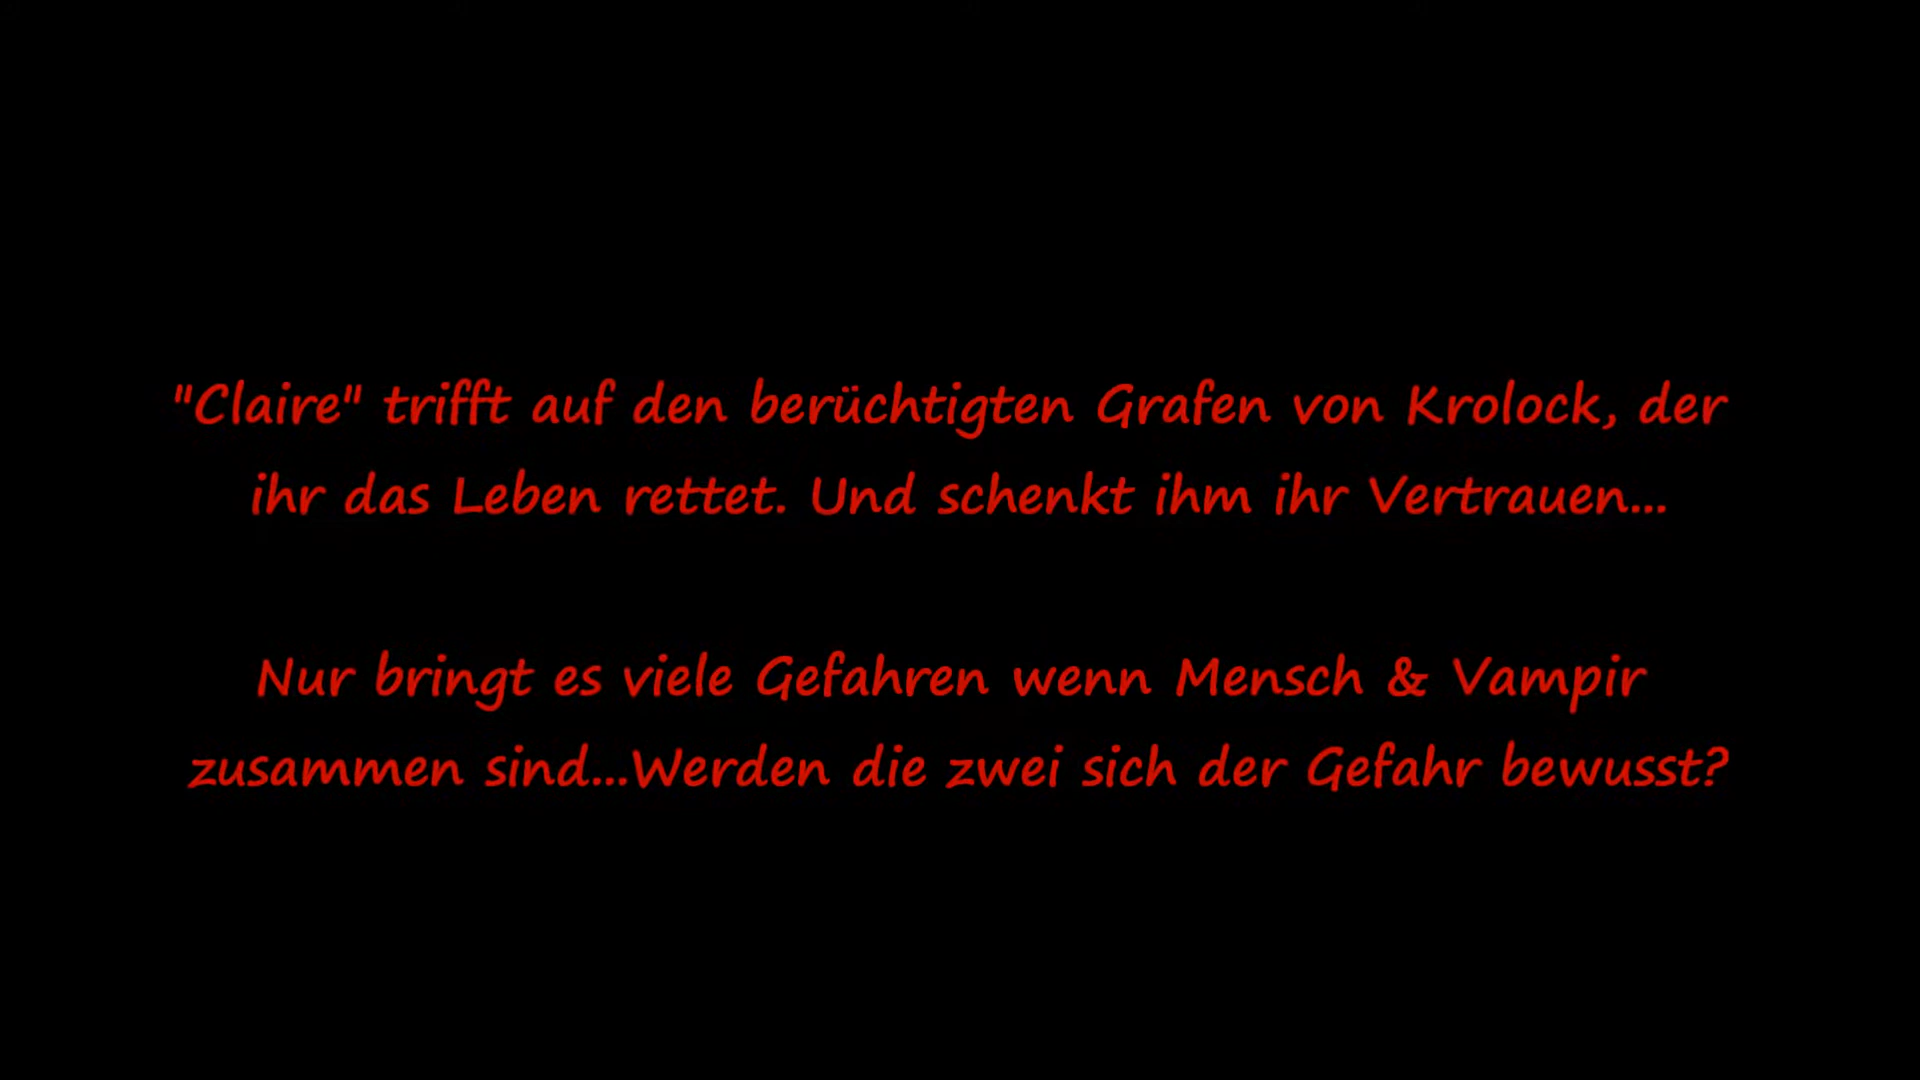 "Claire" trifft auf den berüchtigten Grafen von Krolock, der
ihr das Leben rettet. Und schenkt ihm ihr Vertrauen...
Nur bringt es viele Gefahren wenn Mensch & Vampir
zusammen sind...Werden die zwei sich der Gefahr bewusst?